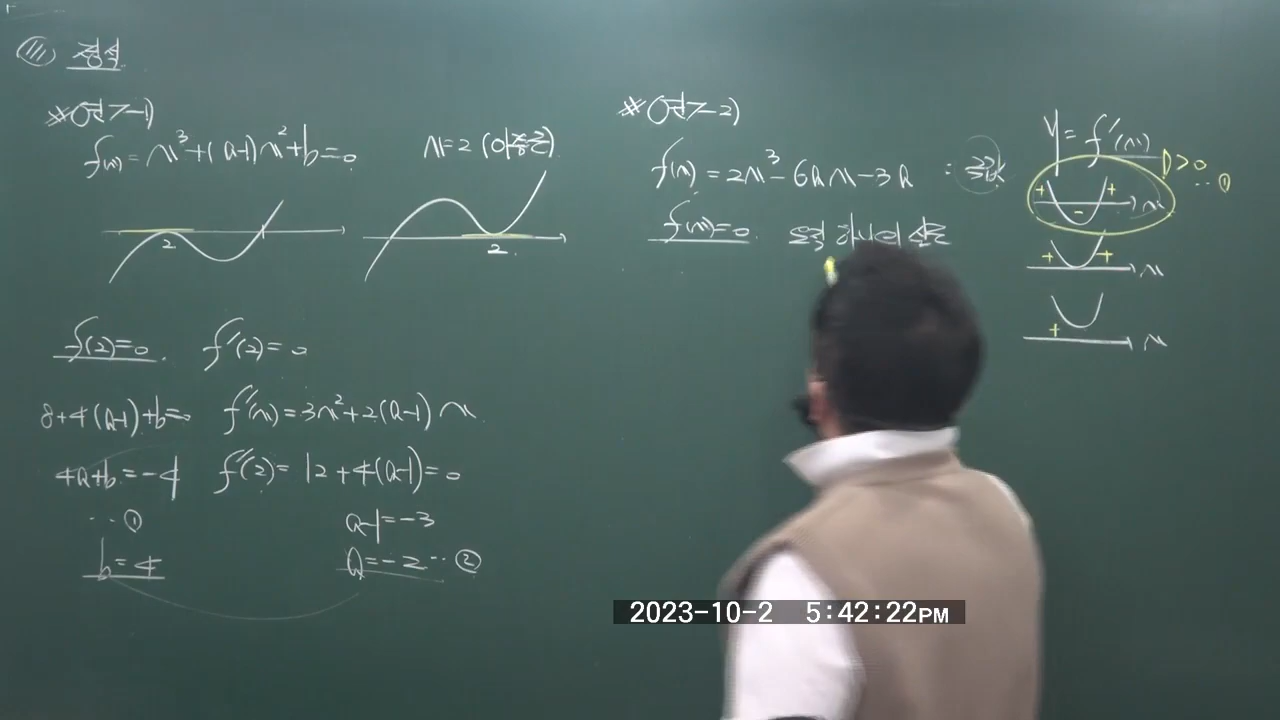 정석
#예 7-1)
f(x) = x³+(a-1)x²+b=0
x=2 (이중근)
2
2
f(2)=0. f'(2)=0
8+4(a-1)+b=0 f'(x)=3x²+2(a-1)x
4a+b=-4 f'(2)= 12+4(a-1)=0
… ① a-1=-3
b=4 a=-2 … ②
#예 7-2)
f(x) = 2x³-6ax-3a
f(x)=0.
y=f'(x)
D>0
… ①
+ - + x
+ + x
+ x
2023-10-2 5:42:22PM